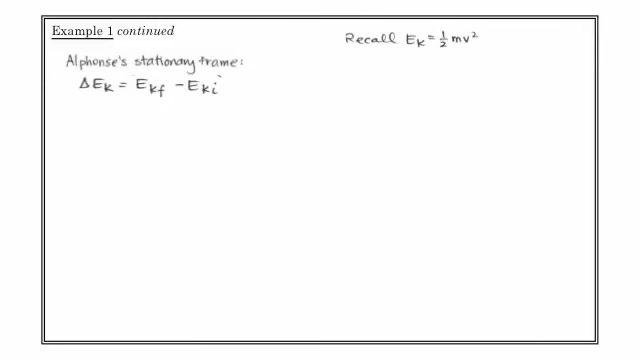 Example 1 continued
Recall E_k = ½ mv²
Alphonse's stationary frame:
ΔE_k = E_kf - E_ki